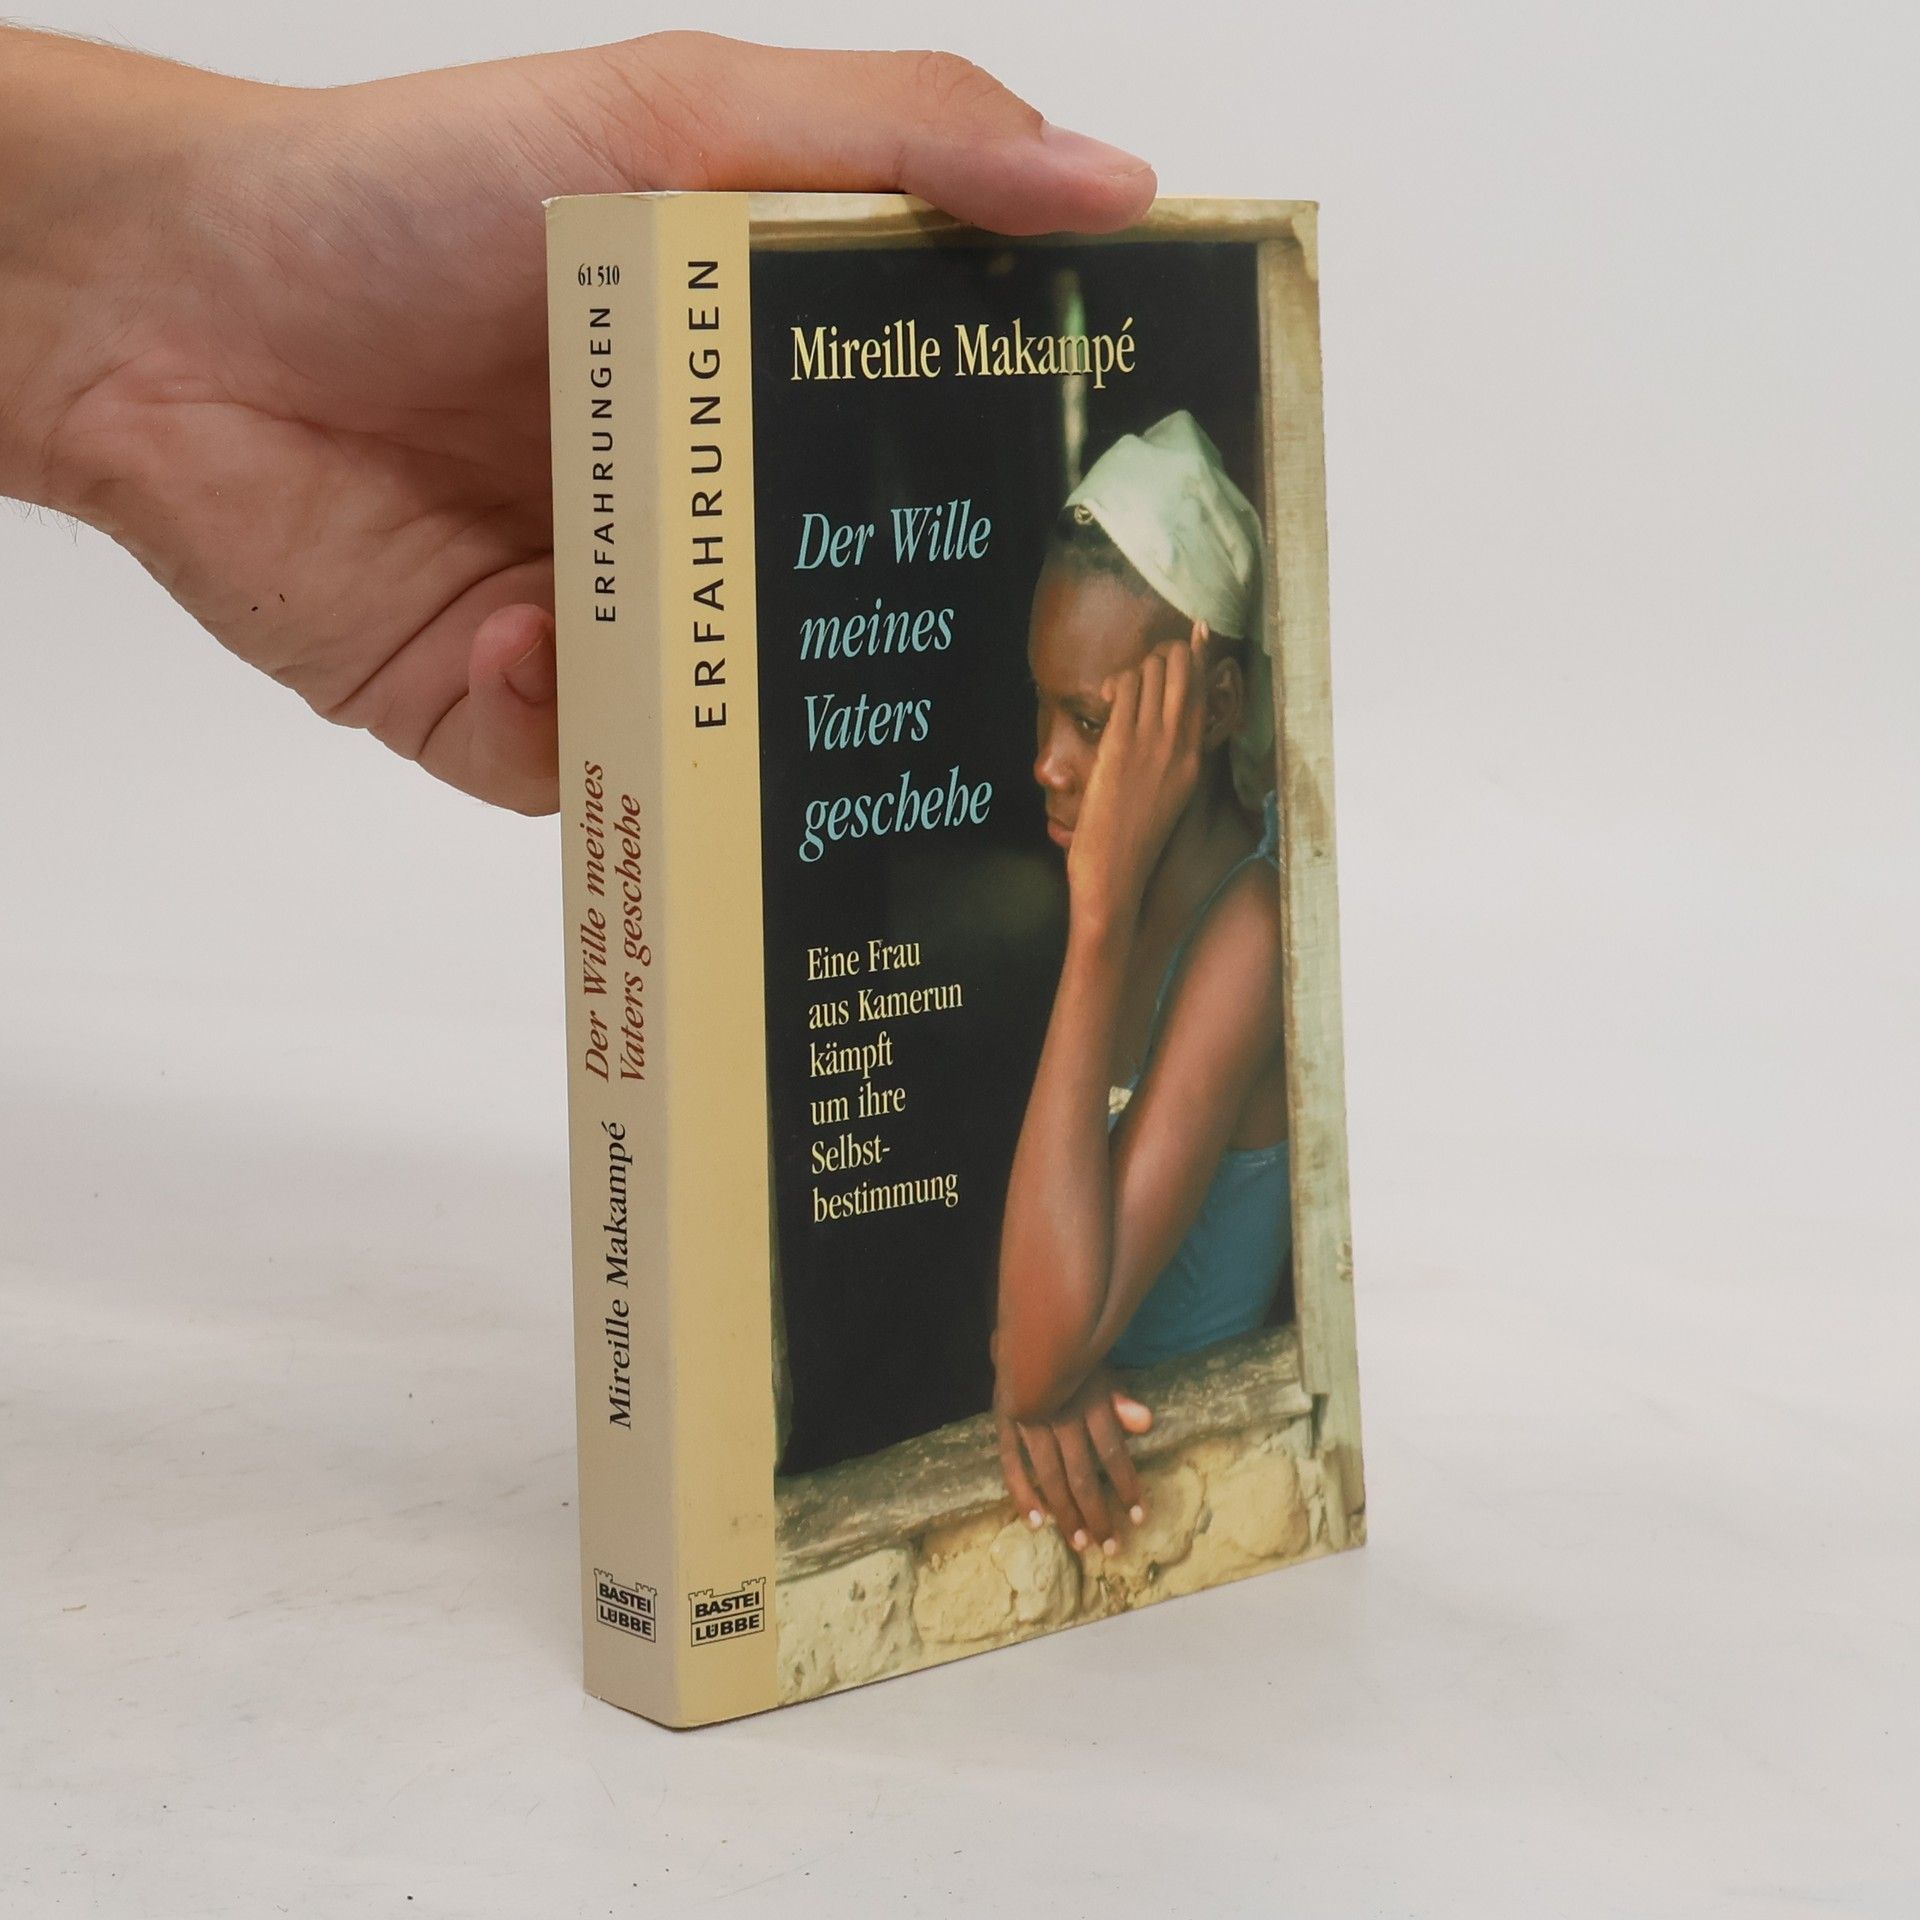 61 510
ERFAHRUNGEN
Der Wille meines
Vaters geschehe
Mireille Makampé
BASTEI
LÜBBE
ERFAHRUNGEN
BASTEI
LÜBBE
Mireille Makampé
Der Wille
meines
Vaters
geschehe
Eine Frau
aus Kamerun
kämpft
um ihre
Selbst-
bestimmung